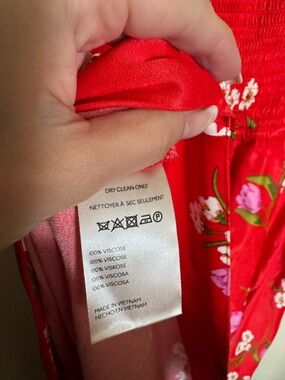 DRY CLEAN ONLY
NETTOYER À SEC SEULEMENT
P
100% VISCOSE
100% VISCOSE
100% VISKOSE
100% VISCOSA
100% VISCOSA
MADE IN VIETNAM
HECHO EN VIETNAM